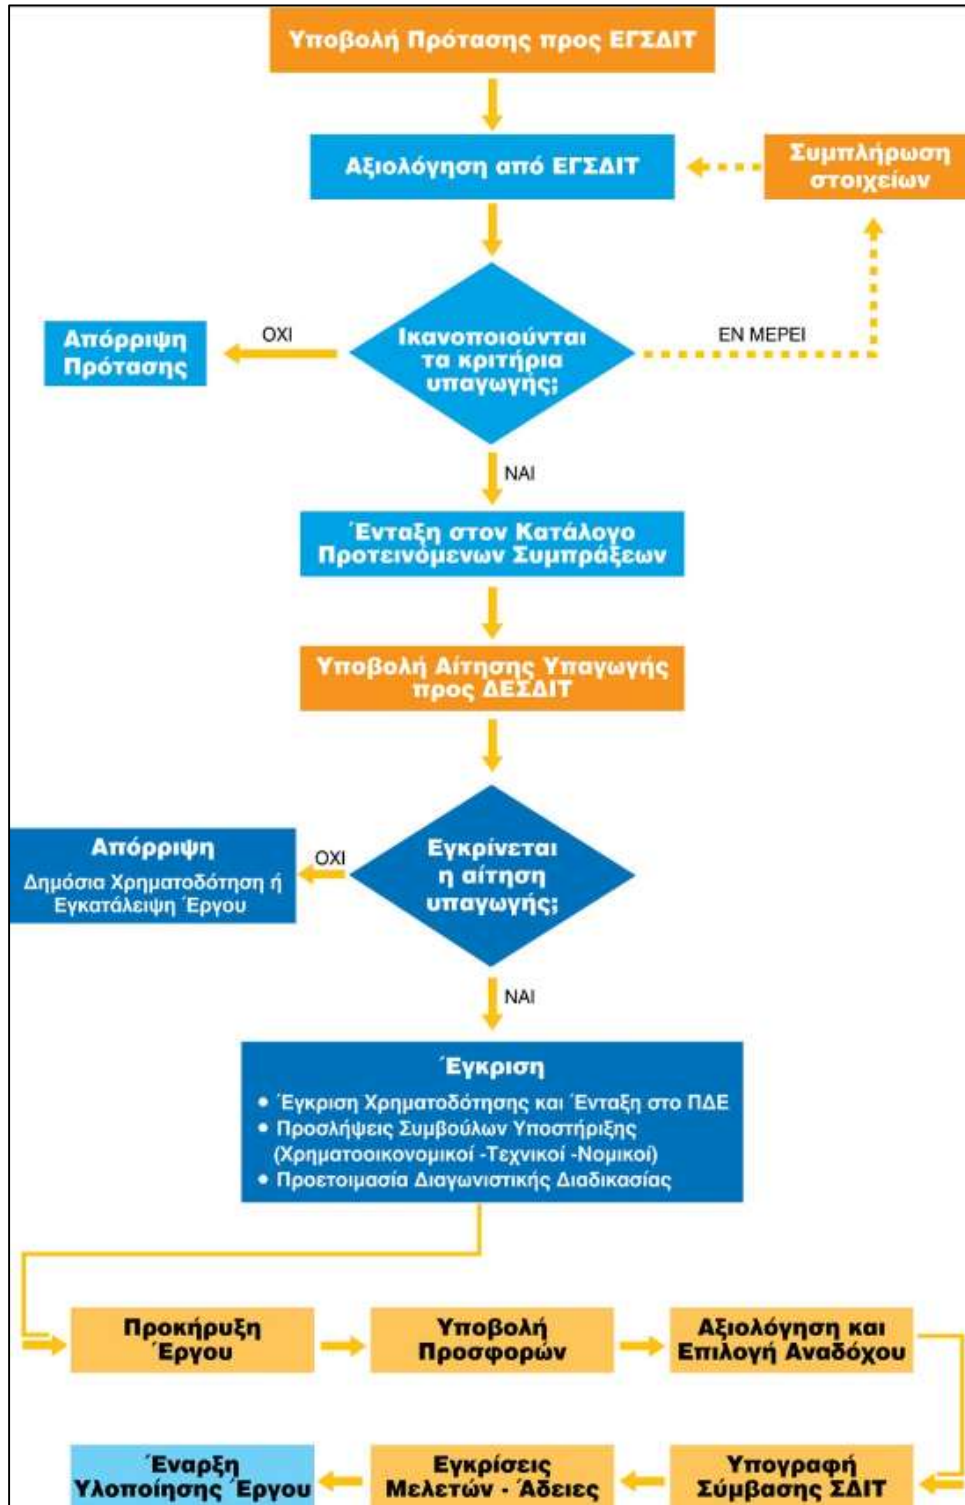 Υποβολή Πρότασης προς ΕΓΣΔΙΤ
Αξιολόγηση από ΕΓΣΔΙΤ
Συμπλήρωση
στοιχείων
Ικανοποιούνται
τα κριτήρια
υπαγωγής;
ΟΧΙ
Απόρριψη
Πρότασης
ΕΝ ΜΕΡΕΙ
ΝΑΙ
Ένταξη στον Κατάλογο
Προτεινόμενων Συμπράξεων
Υποβολή Αίτησης Υπαγωγής
προς ΔΕΣΔΙΤ
Εγκρίνεται
η αίτηση
υπαγωγής;
ΟΧΙ
Απόρριψη
Δημόσια Χρηματοδότηση ή
Εγκατάλειψη Έργου
ΝΑΙ
Έγκριση
• Έγκριση Χρηματοδότησης και Ένταξη στο ΠΔΕ
• Προσλήψεις Συμβούλων Υποστήριξης
(Χρηματοοικονομικοί -Τεχνικοί -Νομικοί)
• Προετοιμασία Διαγωνιστικής Διαδικασίας
Προκήρυξη
Έργου
Υποβολή
Προσφορών
Αξιολόγηση και
Επιλογή Αναδόχου
Υπογραφή
Σύμβασης ΣΔΙΤ
Εγκρίσεις
Μελετών - Άδειες
Έναρξη
Υλοποίησης Έργου